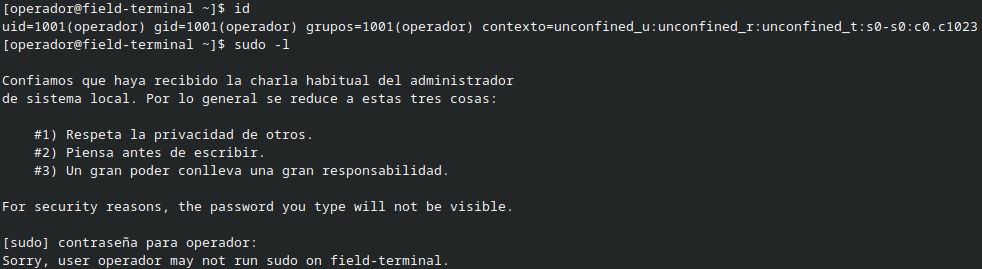 [operador@field-terminal ~]$ id
uid=1001(operador) gid=1001(operador) grupos=1001(operador) contexto=unconfined_u:unconfined_r:unconfined_t:s0-s0:c0.c1023
[operador@field-terminal ~]$ sudo -l
Confiamos que haya recibido la charla habitual del administrador
de sistema local. Por lo general se reduce a estas tres cosas:
#1) Respeta la privacidad de otros.
#2) Piensa antes de escribir.
#3) Un gran poder conlleva una gran responsabilidad.
For security reasons, the password you type will not be visible.
[sudo] contraseña para operador:
Sorry, user operador may not run sudo on field-terminal.